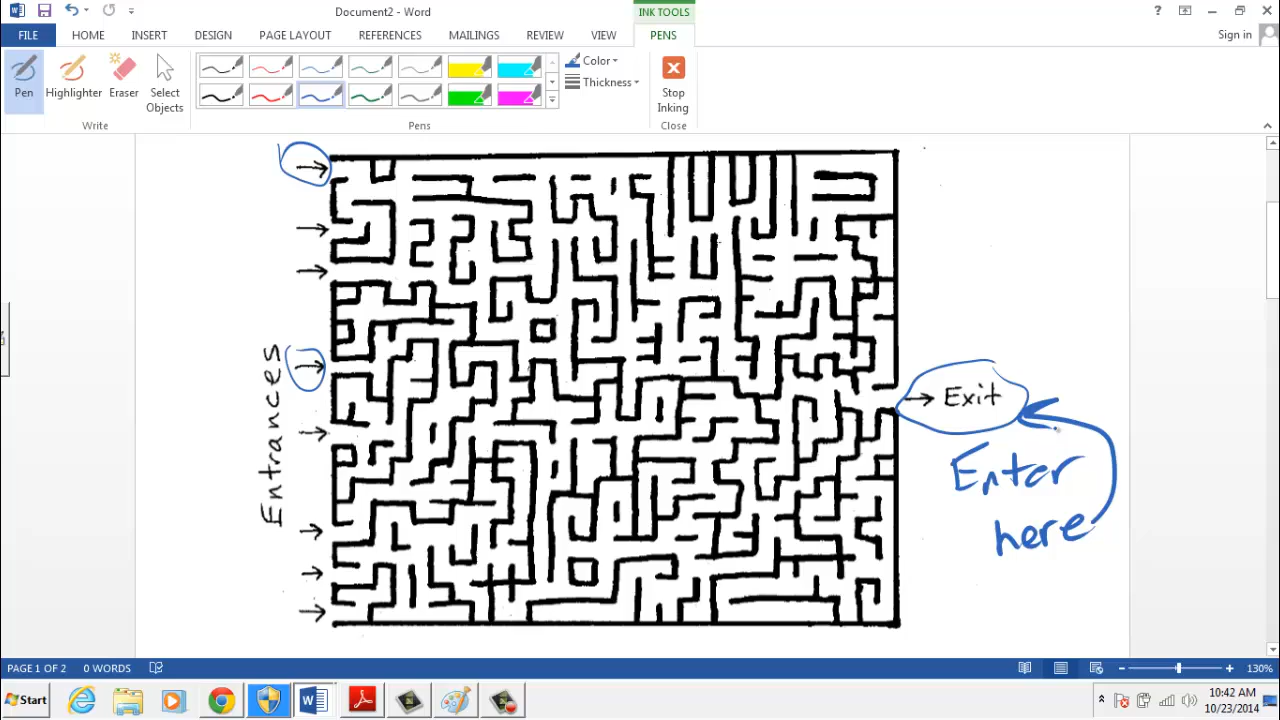 Document2 - Word
INK TOOLS
?
FILE
HOME
INSERT
DESIGN
PAGE LAYOUT
REFERENCES
MAILINGS
REVIEW
VIEW
PENS
Sign in
Pen
Highlighter
Eraser
Select
Objects
Color
Thickness
Stop
Inking
Write
Pens
Close
Entrances
Exit
Enter
here
PAGE 1 OF 2
0 WORDS
130%
Start
10:42 AM
10/23/2014